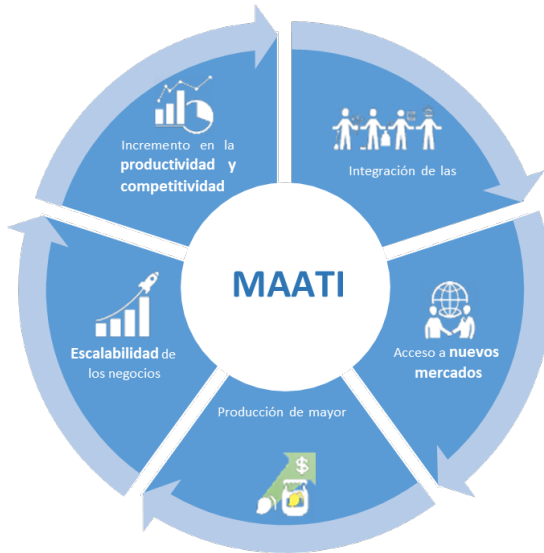 MAATI
Integración de las
Acceso a nuevos
mercados
Producción de mayor
$
Escalabilidad de
los negocios
Incremento en la
productividad y
competitividad